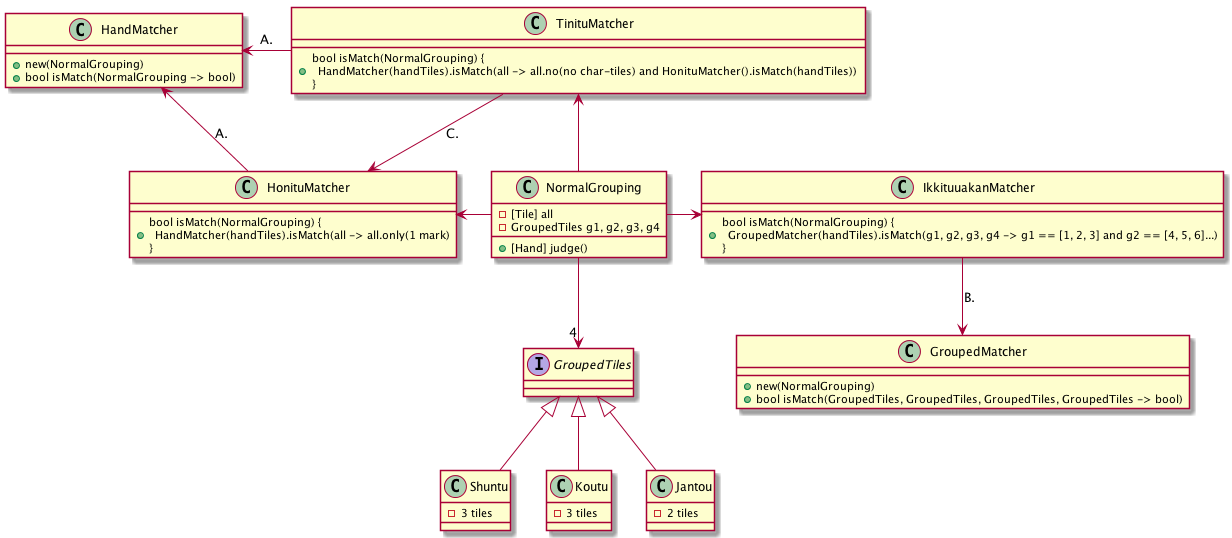 C HandMatcher
new(NormalGrouping)
bool isMatch(NormalGrouping -> bool)
A.
C TinituMatcher
bool isMatch(NormalGrouping) {
HandMatcher(handTiles).isMatch(all -> all.no(no char-tiles) and HonituMatcher().isMatch(handTiles))
}
A.
C.
C HonituMatcher
bool isMatch(NormalGrouping) {
HandMatcher(handTiles).isMatch(all -> all.only(1 mark)
}
C NormalGrouping
[Tile] all
GroupedTiles g1, g2, g3, g4
[Hand] judge()
C IkkituuakanMatcher
bool isMatch(NormalGrouping) {
GroupedMatcher(handTiles).isMatch(g1, g2, g3, g4 -> g1 == [1, 2, 3] and g2 == [4, 5, 6]...)
}
B.
4
I GroupedTiles
C GroupedMatcher
new(NormalGrouping)
bool isMatch(GroupedTiles, GroupedTiles, GroupedTiles, GroupedTiles -> bool)
C Shuntu
3 tiles
C Koutu
3 tiles
C Jantou
2 tiles